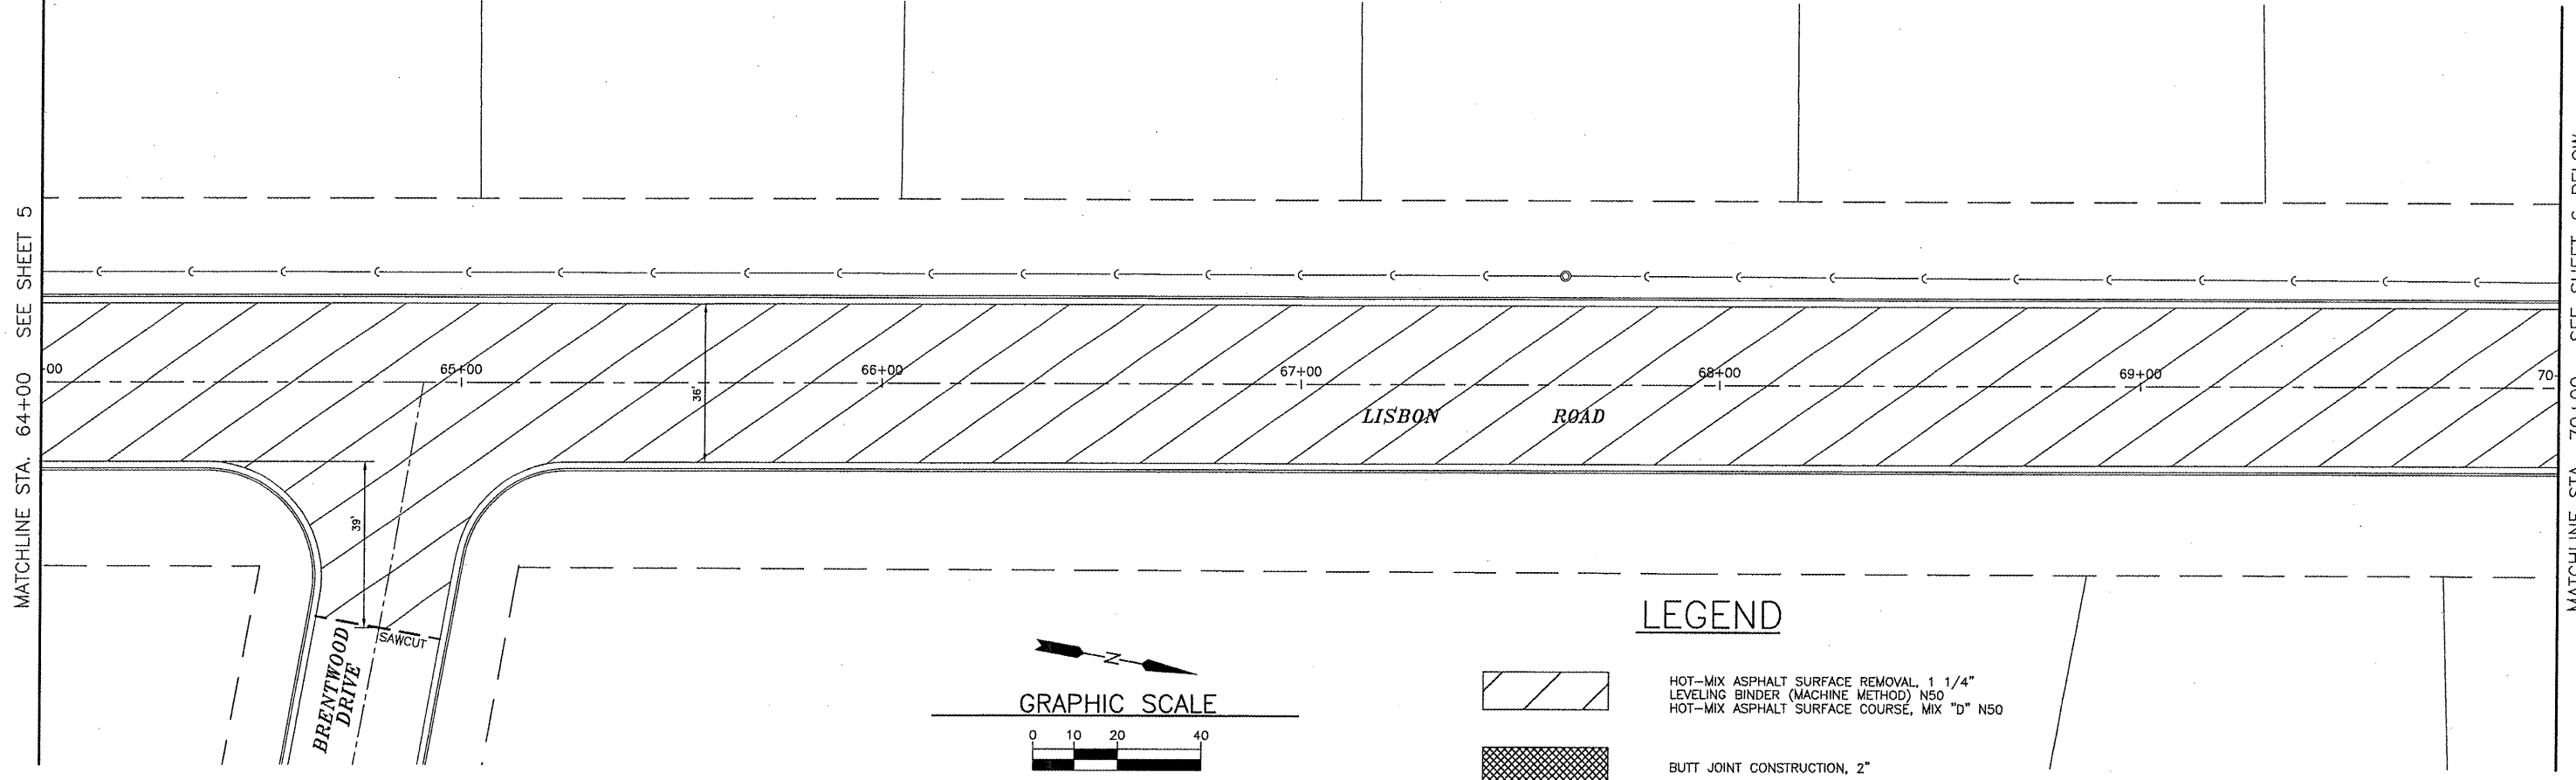 MATCHLINE STA. 64+00 SEE SHEET 5
+00
65+00
66+00
67+00
68+00
69+00
70
36'
LISBON ROAD
39'
SAWCUT
BRENTWOOD
DRIVE
N
GRAPHIC SCALE
0 10 20 40
LEGEND
HOT-MIX ASPHALT SURFACE REMOVAL, 1 1/4"
LEVELING BINDER (MACHINE METHOD) N50
HOT-MIX ASPHALT SURFACE COURSE, MIX "D" N50
BUTT JOINT CONSTRUCTION, 2"
MATCHLINE STA. 70+00 SEE SHEET 6 BELOW